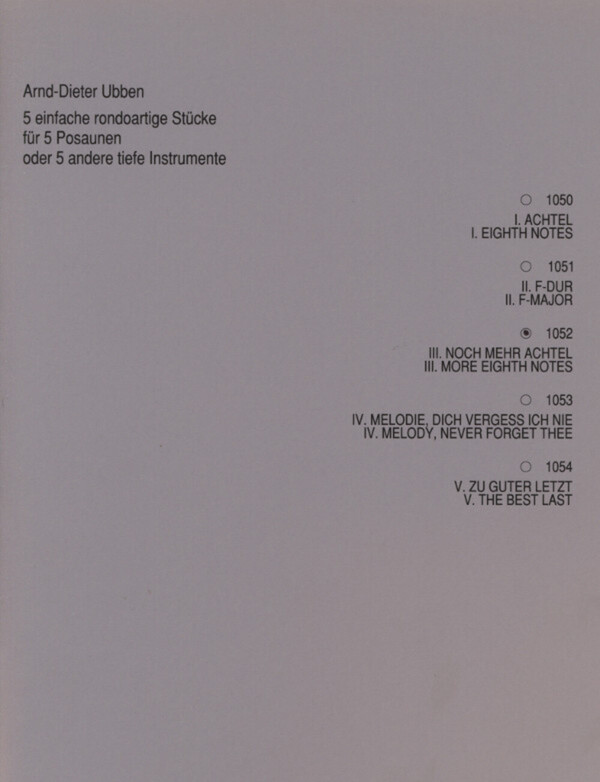 Arnd-Dieter Ubben
5 einfache rondoartige Stücke
für 5 Posaunen
oder 5 andere tiefe Instrumente
1050
I. ACHTEL
I. EIGHTH NOTES
1051
II. F-DUR
II. F-MAJOR
1052
III. NOCH MEHR ACHTEL
III. MORE EIGHTH NOTES
1053
IV. MELODIE, DICH VERGESS ICH NIE
IV. MELODY, NEVER FORGET THEE
1054
V. ZU GUTER LETZT
V. THE BEST LAST